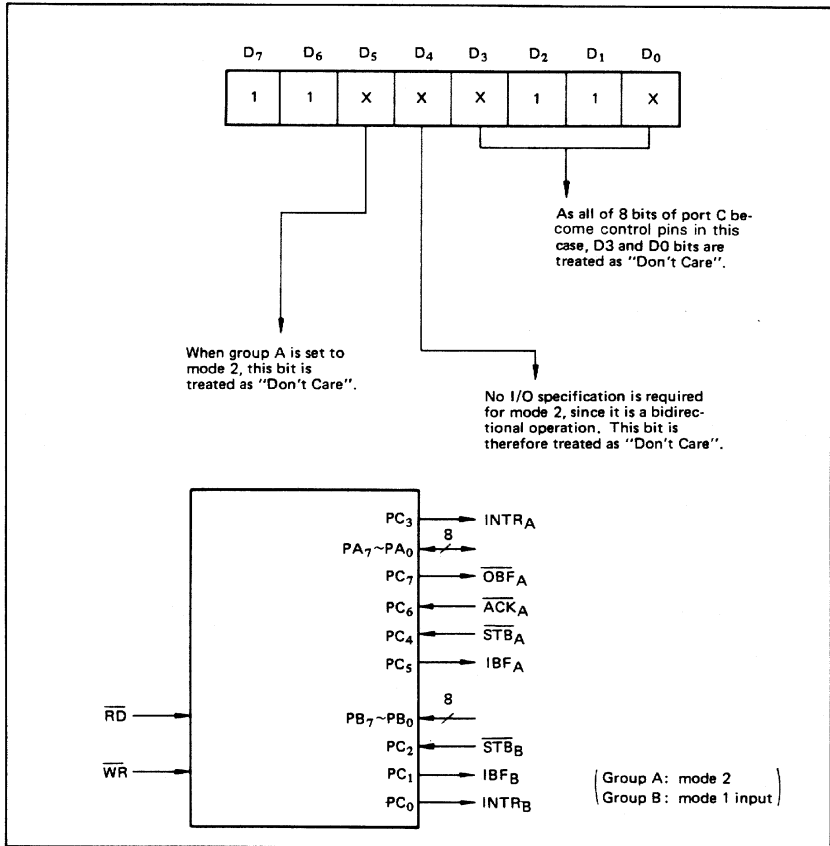 D7 D6 D5 D4 D3 D2 D1 D0
1 1 X X X 1 1 X
As all of 8 bits of port C be-
come control pins in this
case, D3 and D0 bits are
treated as "Don't Care".
When group A is set to
mode 2, this bit is
treated as "Don't Care".
No I/O specification is required
for mode 2, since it is a bidirec-
tional operation. This bit is
therefore treated as "Don't Care".
PC3 INTRA
PA7~PA0 8
PC7 OBFA
PC6 ACKA
PC4 STBA
PC5 IBFA
RD
PB7~PB0 8
PC2 STBB
WR
PC1 IBFB
PC0 INTRB
(Group A: mode 2
Group B: mode 1 input)